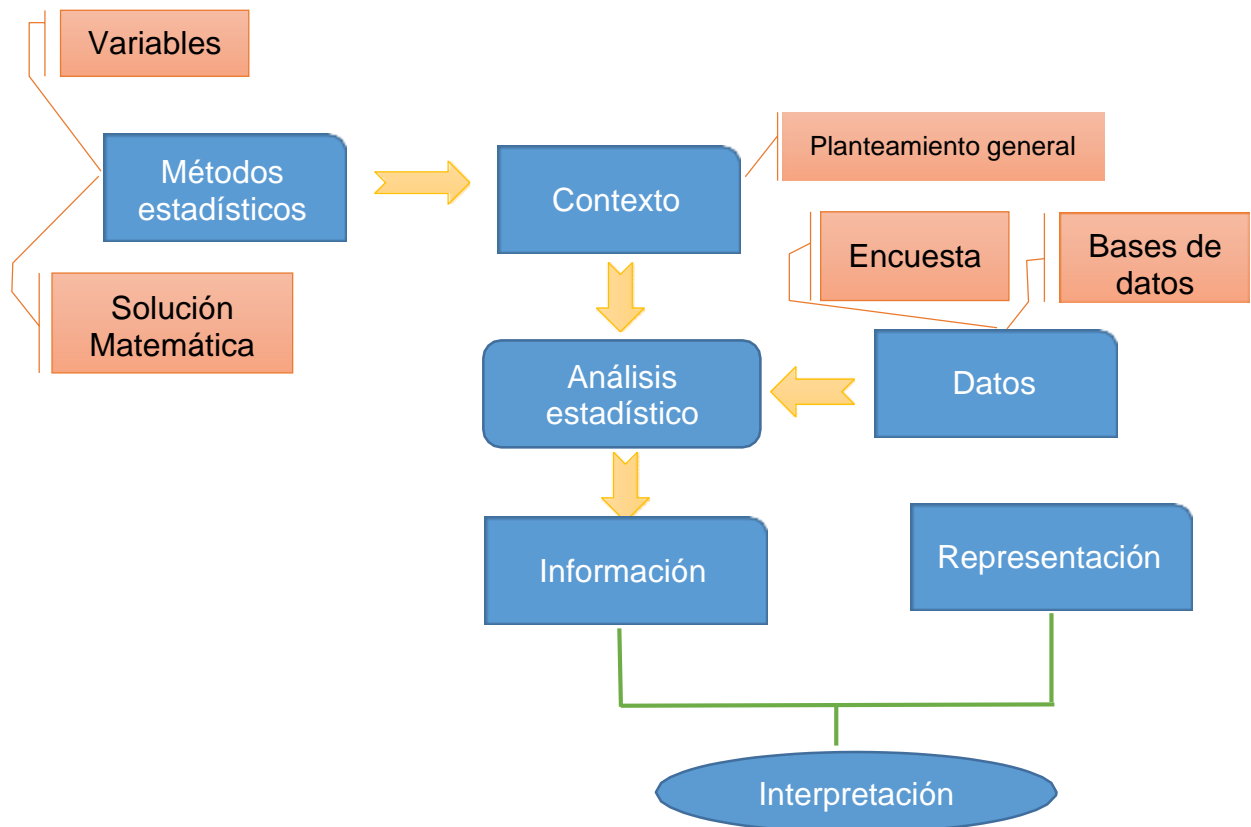 Variables
Métodos
estadísticos
Solución
Matemática
Contexto
Planteamiento general
Encuesta
Bases de
datos
Análisis
estadístico
Datos
Información
Representación
Interpretación